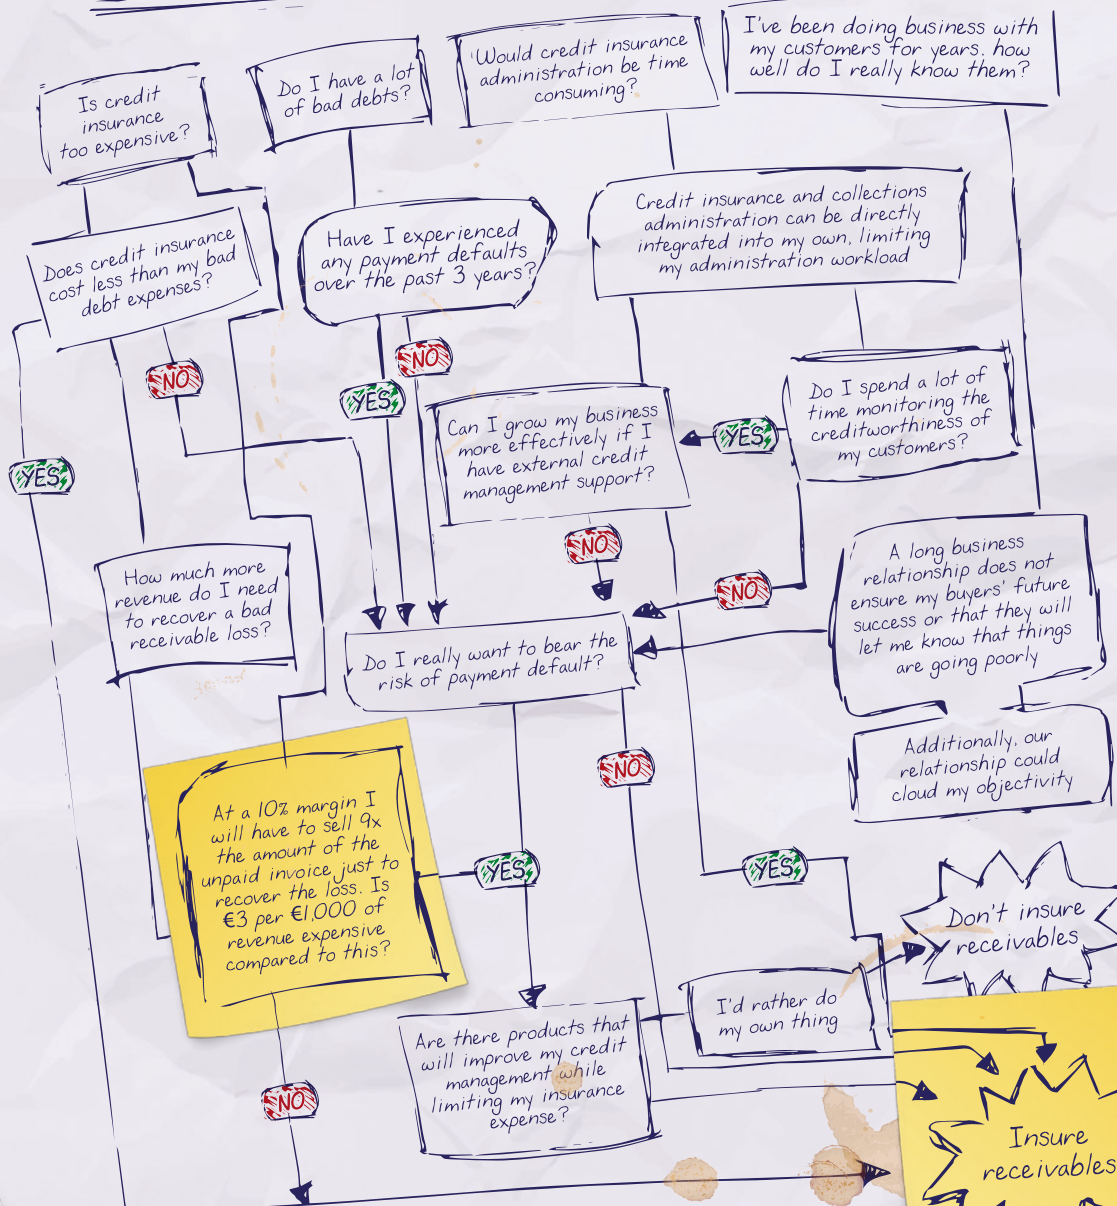 Is credit
insurance
too expensive?
Do I have a lot
of bad debts?
Would credit insurance
administration be time
consuming?
I've been doing business with
my customers for years. how
well do I really know them?
Does credit insurance
cost less than my bad
debt expenses?
Have I experienced
any payment defaults
over the past 3 years?
Credit insurance and collections
administration can be directly
integrated into my own, limiting
my administration workload
NO
NO
YES
YES
Can I grow my business
more effectively if I
have external credit
management support?
YES
Do I spend a lot of
time monitoring the
creditworthiness of
my customers?
NO
NO
How much more
revenue do I need
to recover a bad
receivable loss?
Do I really want to bear the
risk of payment default?
A long business
relationship does not
ensure my buyers' future
success or that they will
let me know that things
are going poorly
Additionally, our
relationship could
cloud my objectivity
NO
At a 10% margin I
will have to sell 9x
the amount of the
unpaid invoice just to
recover the loss. Is
€3 per €1,000 of
revenue expensive
compared to this?
YES
YES
Don't insure
receivables
I'd rather do
my own thing
Are there products that
will improve my credit
management while
limiting my insurance
expense?
NO
Insure
receivables